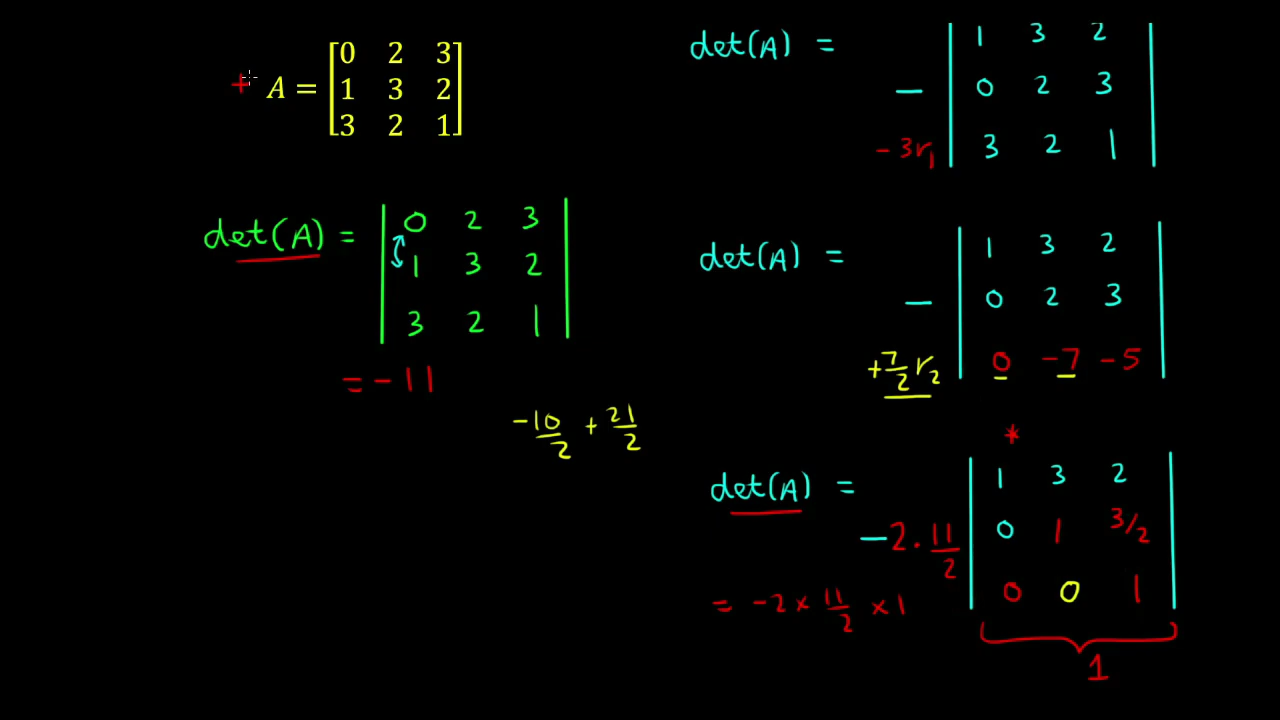 + A = [0 2 3
1 3 2
3 2 1]
det(A) = |0 2 3|
|1 3 2|
|3 2 1|
= -11
-10/2 + 21/2
det(A) =
- |1 3 2|
|0 2 3|
-3r₁ |3 2 1|
det(A) =
- |1 3 2|
|0 2 3|
+7/2 r₂ |0 -7 -5|
*
det(A) = |1 3 2|
-2 · 11/2 |0 1 3/2|
|0 0 1|
= -2 × 11/2 × 1
1